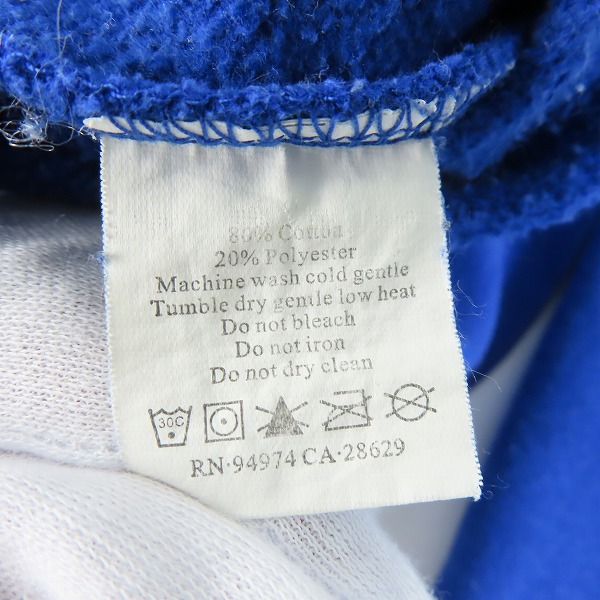 80% Cotton
20% Polyester
Machine wash cold gentle
Tumble dry gentle low heat
Do not bleach
Do not iron
Do not dry clean
30C
RN·94974 CA·28629